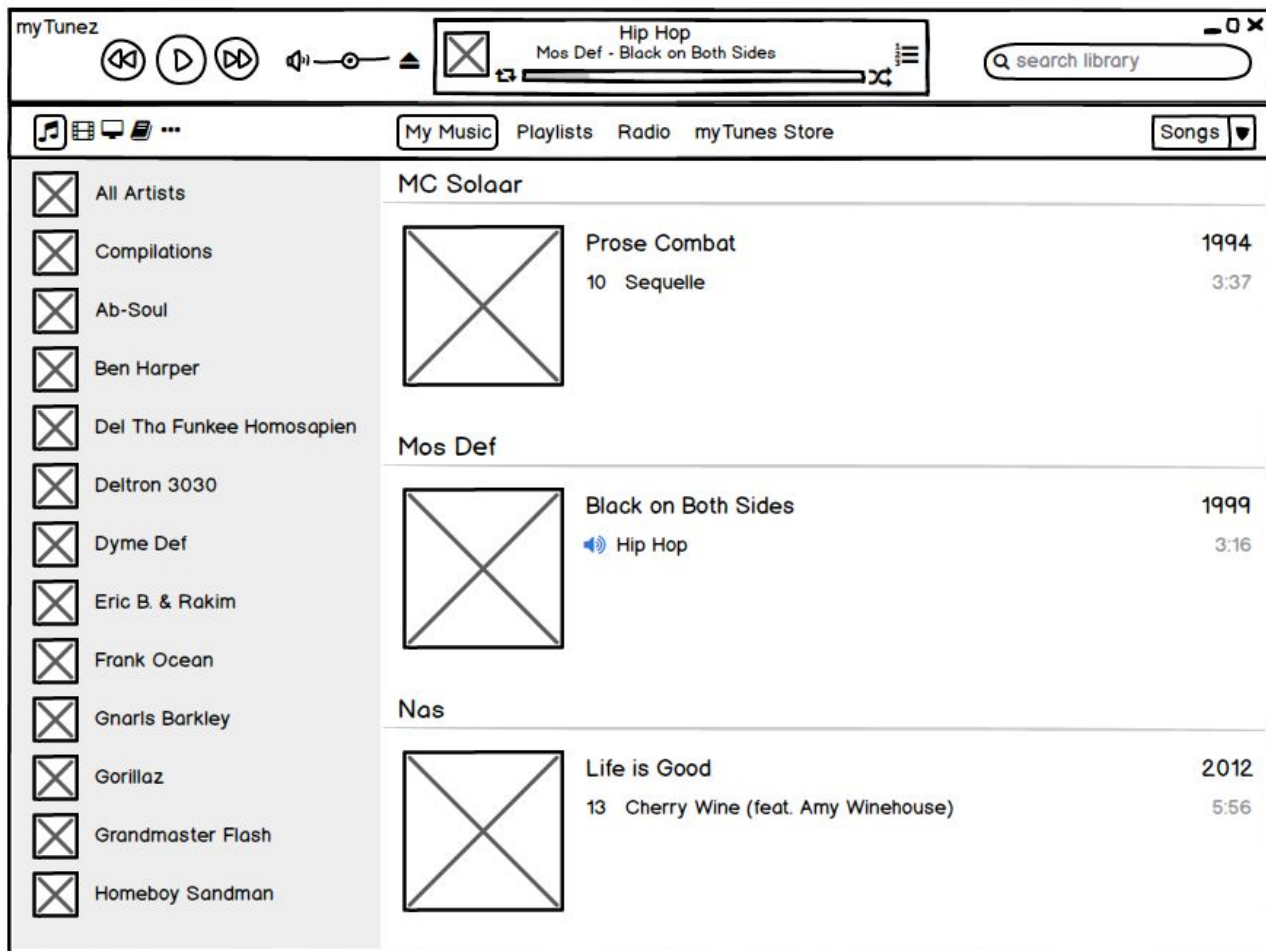 myTunez
Hip Hop
Mos Def - Black on Both Sides
search library
My Music Playlists Radio myTunes Store
Songs
All Artists
Compilations
Ab-Soul
Ben Harper
Del Tha Funkee Homosapien
Deltron 3030
Dyme Def
Eric B. & Rakim
Frank Ocean
Gnarls Barkley
Gorillaz
Grandmaster Flash
Homeboy Sandman
MC Solaar
Prose Combat 1994
10 Sequelle 3:37
Mos Def
Black on Both Sides 1999
Hip Hop 3:16
Nas
Life is Good 2012
13 Cherry Wine (feat. Amy Winehouse) 5:56